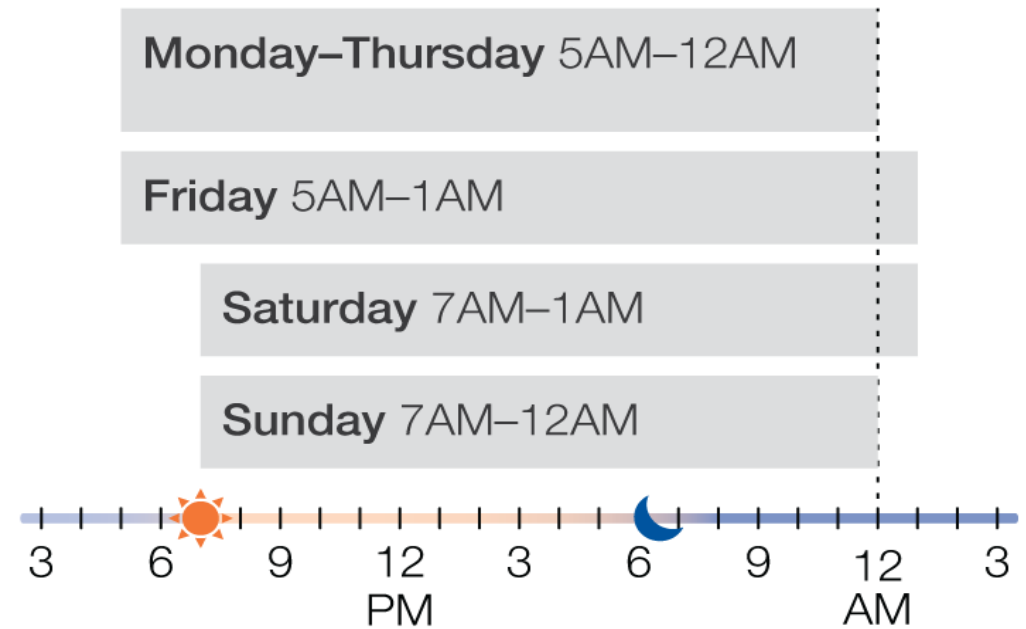 Monday–Thursday 5AM–12AM
Friday 5AM–1AM
Saturday 7AM–1AM
Sunday 7AM–12AM
3 6 9 12 3 6 9 12 3
PM AM